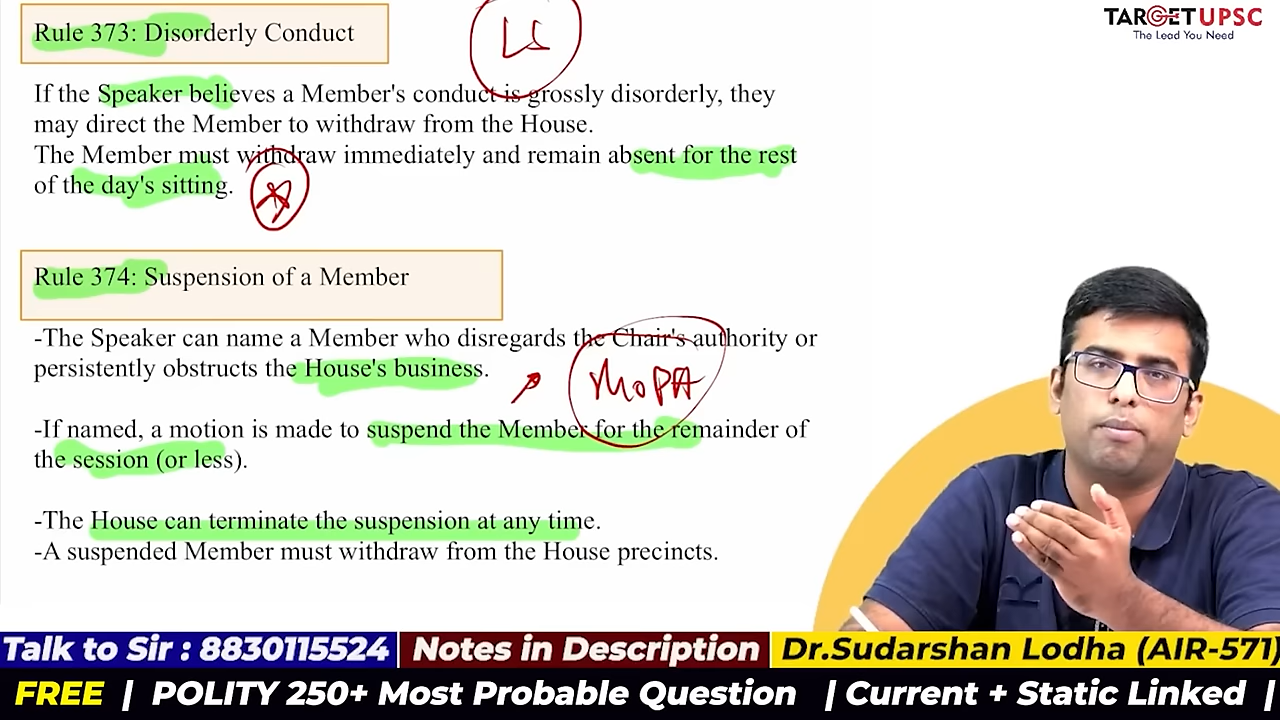 TARGET UPSC
The Lead You Need
Rule 373: Disorderly Conduct
LS
If the Speaker believes a Member's conduct is grossly disorderly, they
may direct the Member to withdraw from the House.
The Member must withdraw immediately and remain absent for the rest
of the day's sitting.
Rule 374: Suspension of a Member
-The Speaker can name a Member who disregards the Chair's authority or
persistently obstructs the House's business.
MoPA
-If named, a motion is made to suspend the Member for the remainder of
the session (or less).
-The House can terminate the suspension at any time.
-A suspended Member must withdraw from the House precincts.
Talk to Sir : 8830115524 Notes in Description Dr.Sudarshan Lodha (AIR-571)
FREE | POLITY 250+ Most Probable Question | Current + Static Linked |